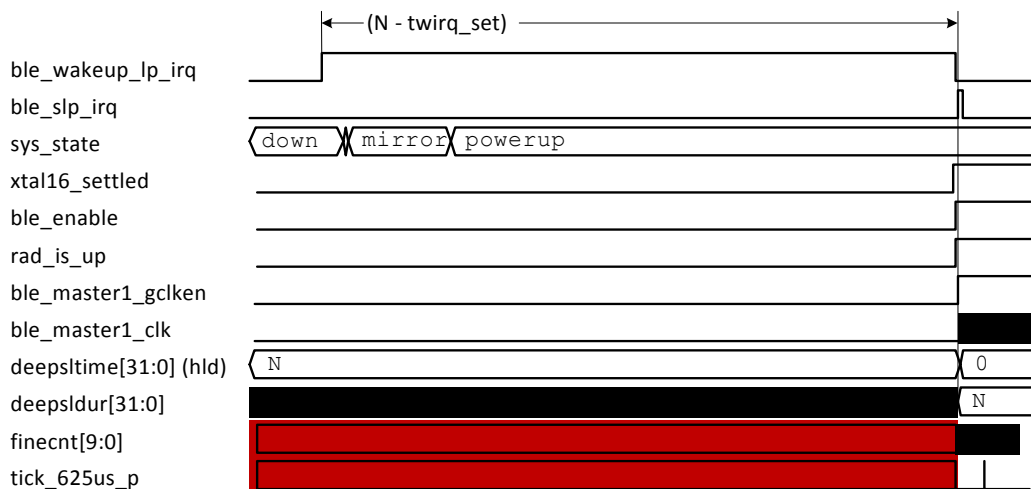 (N - twirq_set)
ble_wakeup_lp_irq
ble_slp_irq
sys_state down mirror powerup
xtal16_settled
ble_enable
rad_is_up
ble_master1_gclken
ble_master1_clk
deepsltime[31:0] (hld) N 0
deepsldur[31:0] N
finecnt[9:0]
tick_625us_p